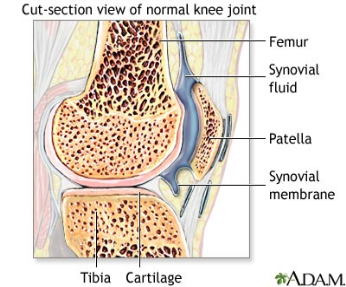 Cut-section view of normal knee joint
Femur
Synovial
fluid
Patella
Synovial
membrane
Tibia
Cartilage
A.D.A.M.